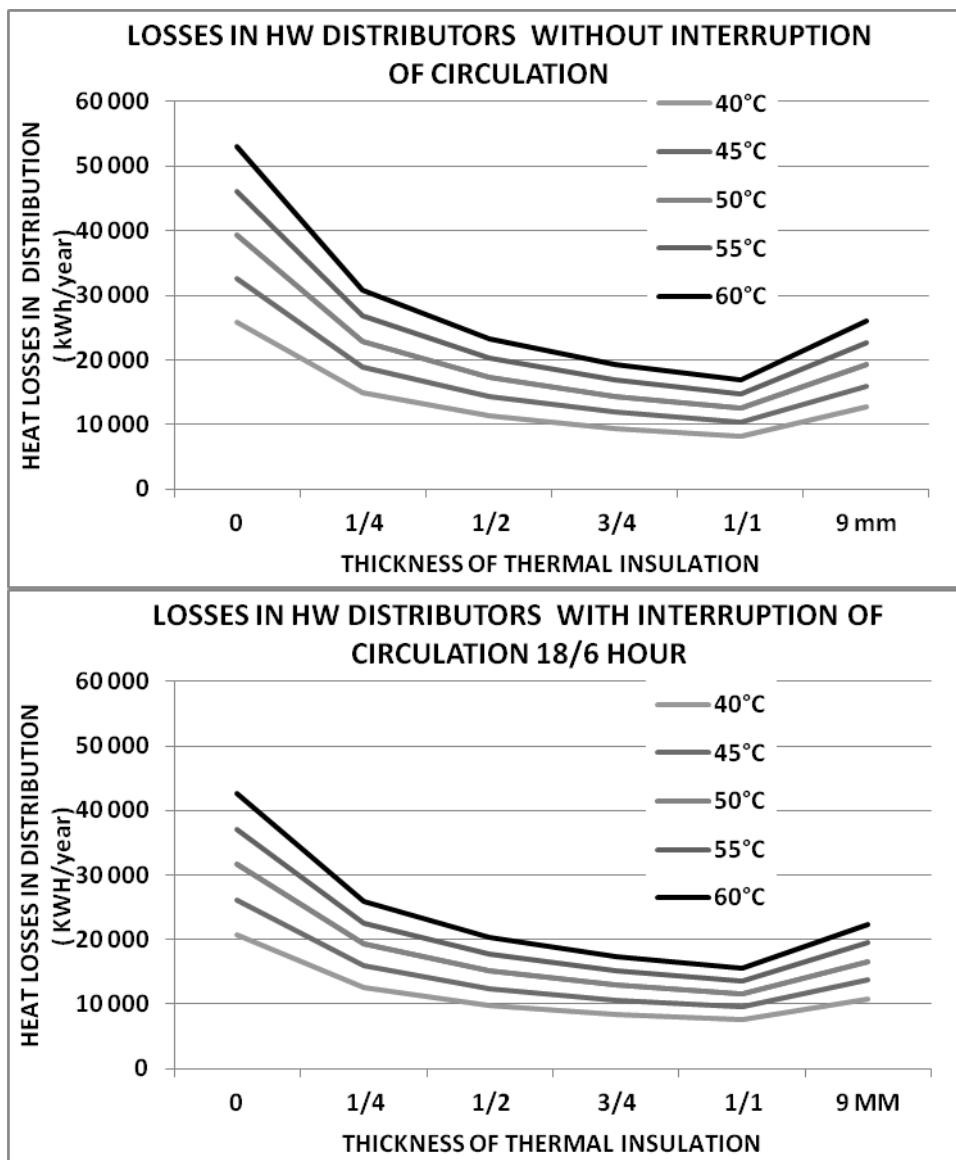 LOSSES IN HW DISTRIBUTORS WITHOUT INTERRUPTION
OF CIRCULATION
HEAT LOSSES IN DISTRIBUTION
( kWh/year)
60 000
50 000
40 000
30 000
20 000
10 000
0
40°C
45°C
50°C
55°C
60°C
0 1/4 1/2 3/4 1/1 9 mm
THICKNESS OF THERMAL INSULATION
LOSSES IN HW DISTRIBUTORS WITH INTERRUPTION OF
CIRCULATION 18/6 HOUR
HEAT LOSSES IN DISTRIBUTION
( KWH/year)
60 000
50 000
40 000
30 000
20 000
10 000
0
40°C
45°C
50°C
55°C
60°C
0 1/4 1/2 3/4 1/1 9 MM
THICKNESS OF THERMAL INSULATION